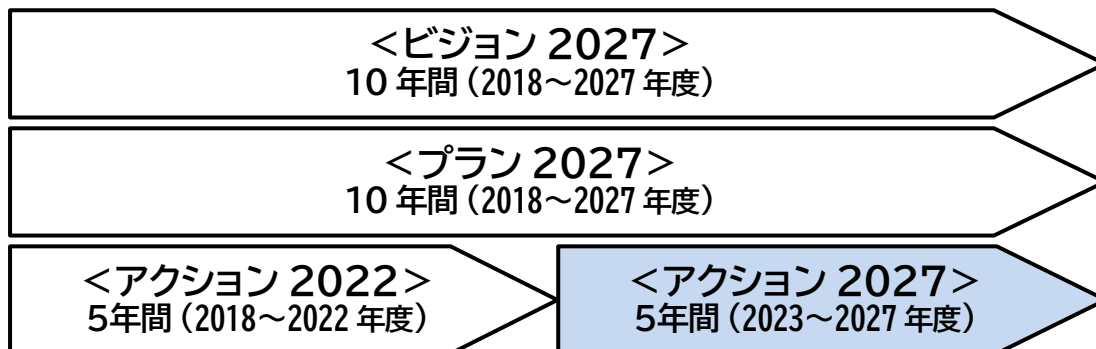 <ビジョン 2027>
10 年間（2018～2027 年度）
<プラン 2027>
10 年間（2018～2027 年度）
<アクション 2022>
5年間（2018～2022 年度）
<アクション 2027>
5年間（2023～2027 年度）